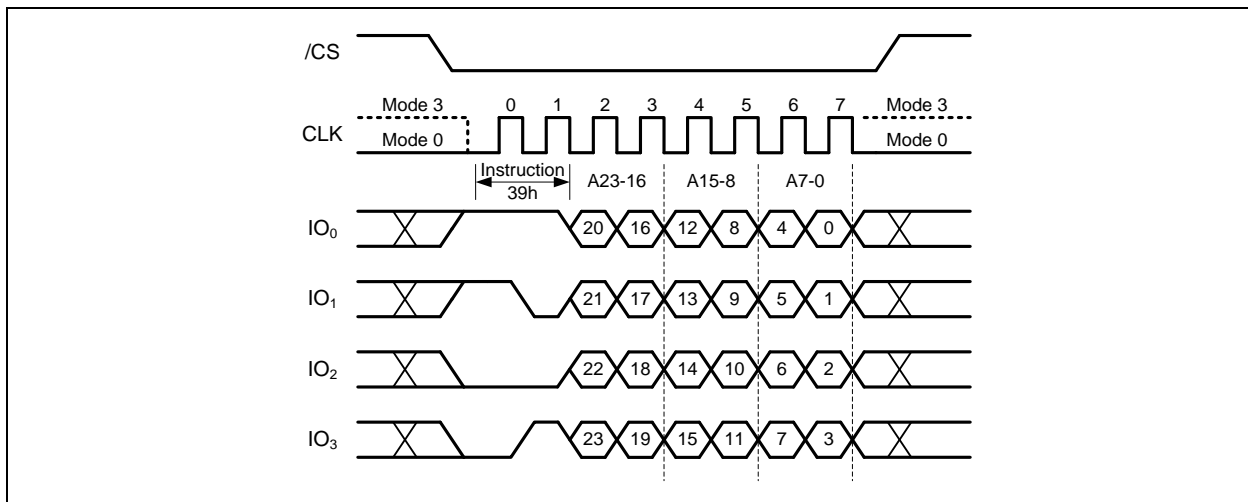 /CS
Mode 3 0 1 2 3 4 5 6 7 Mode 3
CLK
Mode 0 Mode 0
Instruction
39h
A23-16 A15-8 A7-0
IO₀ 20 16 12 8 4 0
IO₁ 21 17 13 9 5 1
IO₂ 22 18 14 10 6 2
IO₃ 23 19 15 11 7 3